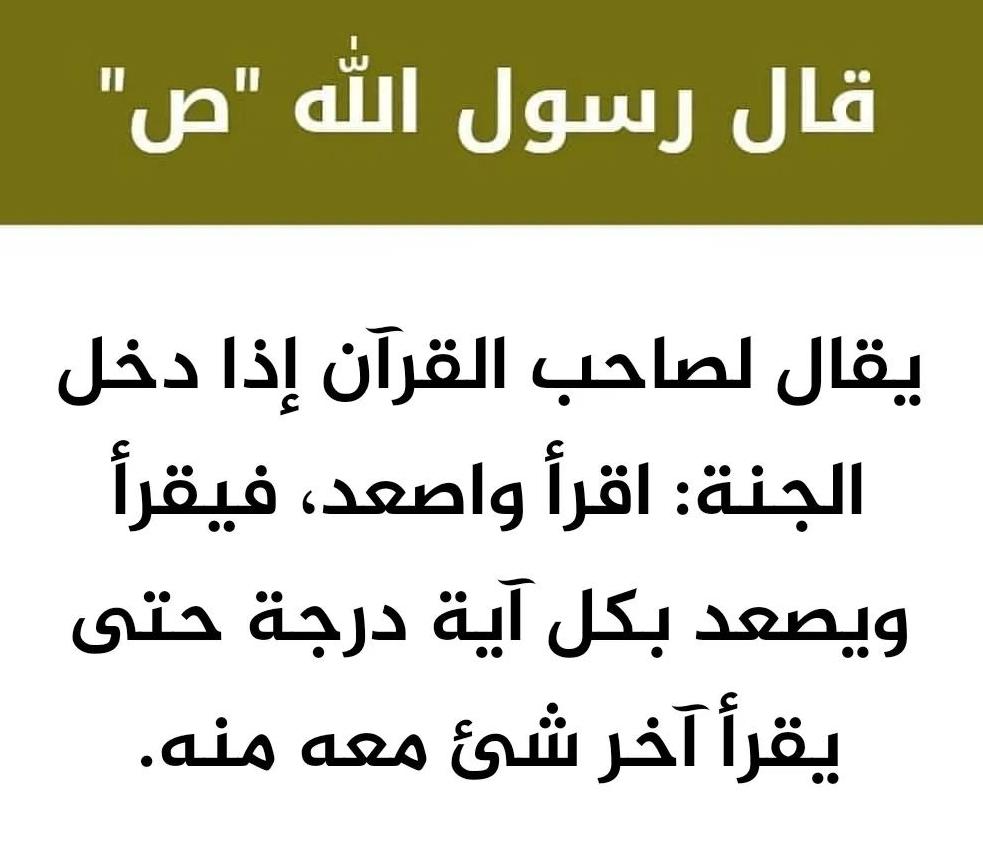 قال رسول الله "ص"
يقال لصاحب القرآن إذا دخل
الجنة: اقرأ واصعد، فيقرأ
ويصعد بكل آية درجة حتى
يقرأ آخر شئ معه منه.